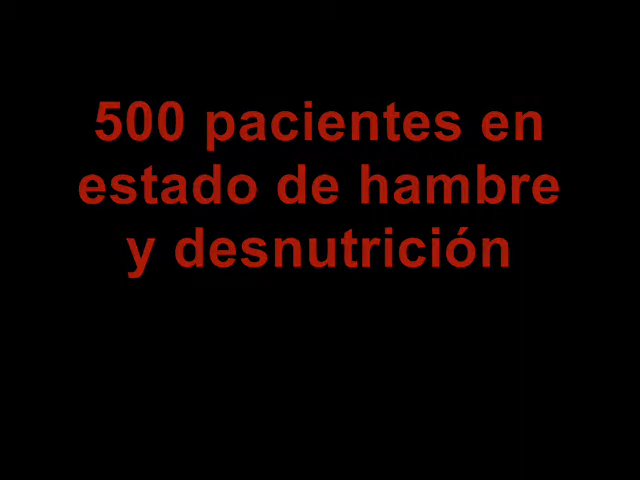 500 pacientes en
estado de hambre
y desnutrición